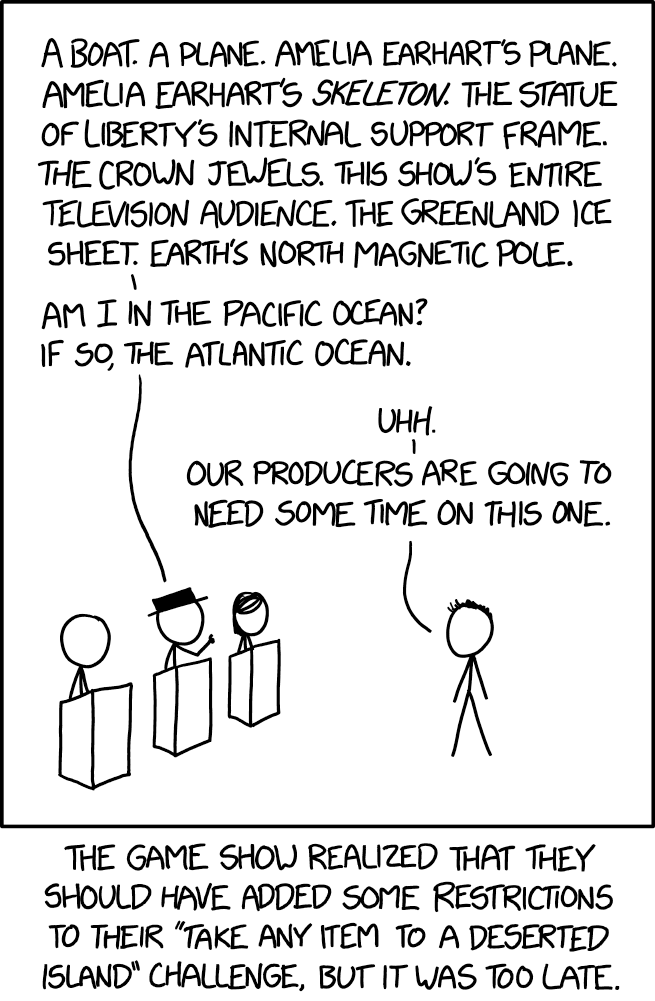 A BOAT. A PLANE. AMELIA EARHART'S PLANE.
AMELIA EARHART'S SKELETON. THE STATUE
OF LIBERTY'S INTERNAL SUPPORT FRAME.
THE CROWN JEWELS. THIS SHOW'S ENTIRE
TELEVISION AUDIENCE. THE GREENLAND ICE
SHEET. EARTH'S NORTH MAGNETIC POLE.
AM I IN THE PACIFIC OCEAN?
IF SO, THE ATLANTIC OCEAN.
UHH.
OUR PRODUCERS ARE GOING TO
NEED SOME TIME ON THIS ONE.
THE GAME SHOW REALIZED THAT THEY
SHOULD HAVE ADDED SOME RESTRICTIONS
TO THEIR "TAKE ANY ITEM TO A DESERTED
ISLAND" CHALLENGE, BUT IT WAS TOO LATE.